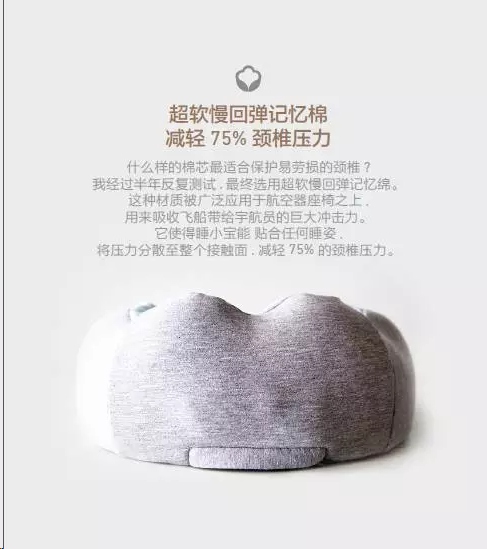 超软慢回弹记忆棉
减轻 75% 颈椎压力
什么样的棉芯最适合保护易劳损的颈椎？
我经过半年反复测试，最终选用超软慢回弹记忆棉。
这种材质被广泛应用于航空器座椅之上，
用来吸收飞船带给宇航员的巨大冲击力。
它使得睡小宝能 贴合任何睡姿，
将压力分散至整个接触面，减轻 75% 的颈椎压力。